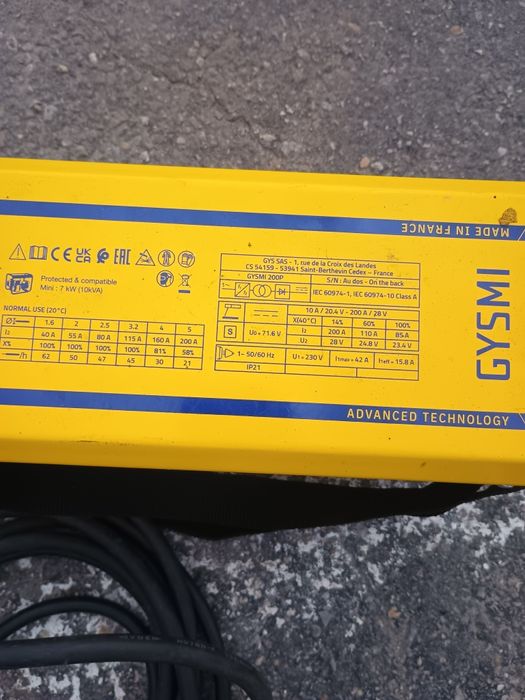 MADE IN FRANCE
CE UK CA EAC
Protected & compatible
Mini : 7 kW (10kVA)
NORMAL USE (20°C)
Ø 1.6 2 2.5 3.2 4 5
I2 40 A 55 A 80 A 115 A 160 A 200 A
X% 100% 100% 100% 100% 81% 58%
/h 62 50 47 45 30 21
GYS SAS - 1, rue de la Croix des Landes
CS 54159 - 53941 Saint-Berthevin Cedex – France
GYSMI 200P S/N : Au dos - On the back
IEC 60974-1, IEC 60974-10 Class A
10 A / 20.4 V - 200 A / 28 V
X(40°C) 14% 60% 100%
S U0 = 71.6 V I2 200 A 110 A 85 A
U2 28 V 24.8 V 23.4 V
1~ 50/60 Hz U1 = 230 V I1max = 42 A I1eff = 15.8 A
IP21
GYSMI
ADVANCED TECHNOLOGY